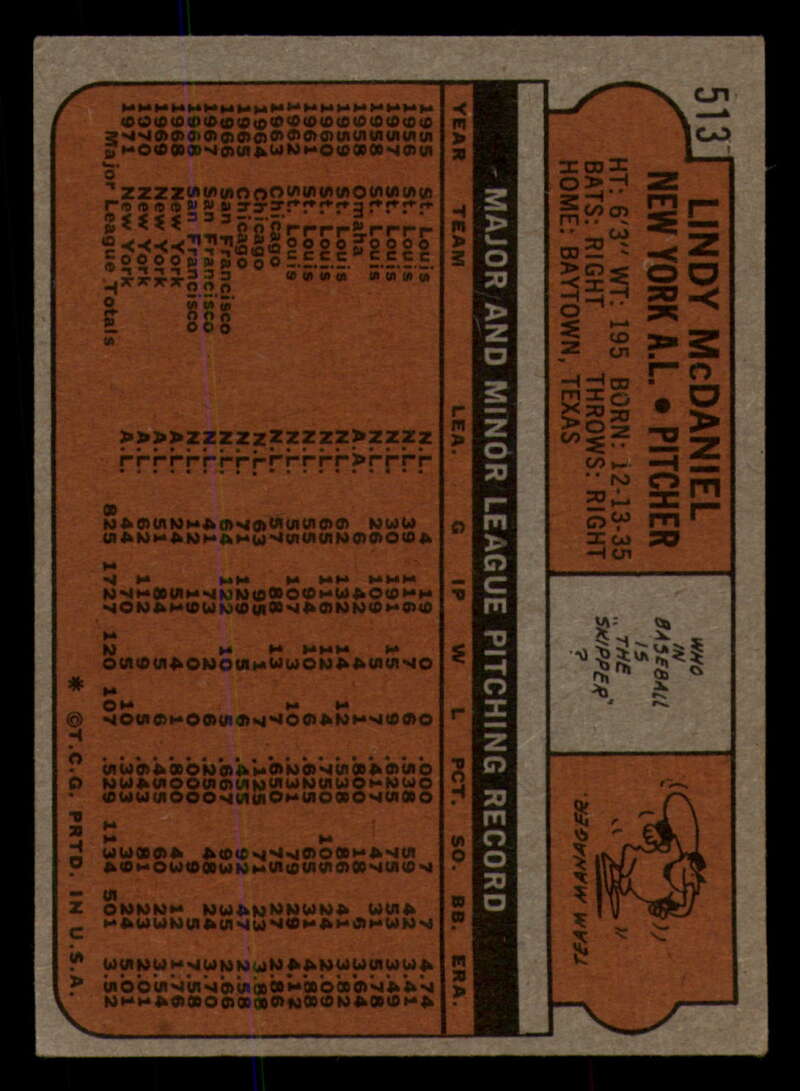 513
LINDY McDANIEL
NEW YORK A.L. • PITCHER
HT: 6'3" WT: 195 BORN: 12-13-35
BATS: RIGHT THROWS: RIGHT
HOME: BAYTOWN, TEXAS
WHO
IN
BASEBALL
IS
"THE
SKIPPER"
?
TEAM MANAGER.
MAJOR AND MINOR LEAGUE PITCHING RECORD
YEAR TEAM LEA. G IP W L PCT. SO. BB. ERA.
1955 St. Louis N.L. 4 19 0 0 .000 7 7 4.74
1956 St. Louis N.L. 39 116 7 6 .538 59 42 3.41
1957 St. Louis N.L. 30 191 15 9 .625 75 53 3.49
1958 St. Louis N.L. 26 109 5 7 .417 47 31 5.78
1958 Omaha A.A. 6 42 4 1 .800 18 6 3.64
1959 St. Louis N.L. 62 132 14 12 .538 86 41 3.82
1960 St. Louis N.L. 65 116 12 4 .750 105 24 2.09
1961 St. Louis N.L. 55 94 10 6 .625 65 31 4.88
1962 St. Louis N.L. 55 107 3 10 .231 79 29 4.12
1963 Chicago N.L. 57 88 13 7 .650 75 27 2.86
1964 Chicago N.L. 63 95 1 7 .125 71 23 3.88
1965 Chicago N.L. 71 129 5 6 .455 92 47 2.58
1966 San Francisco N.L. 64 122 10 5 .667 93 35 2.66
1967 San Francisco N.L. 41 73 2 6 .250 48 24 3.70
1968 San Francisco N.L. 12 19 0 0 .000 9 5 7.58
1968 New York A.L. 24 51 4 1 .800 43 12 1.76
1969 New York A.L. 51 84 5 6 .455 60 23 3.54
1970 New York A.L. 62 112 9 5 .643 81 23 2.01
1971 New York A.L. 44 70 5 10 .333 39 24 5.01
Major League Totals 825 1727 120 107 .529 1134 501 3.52
* ©T.C.G. PRTD. IN U.S.A.